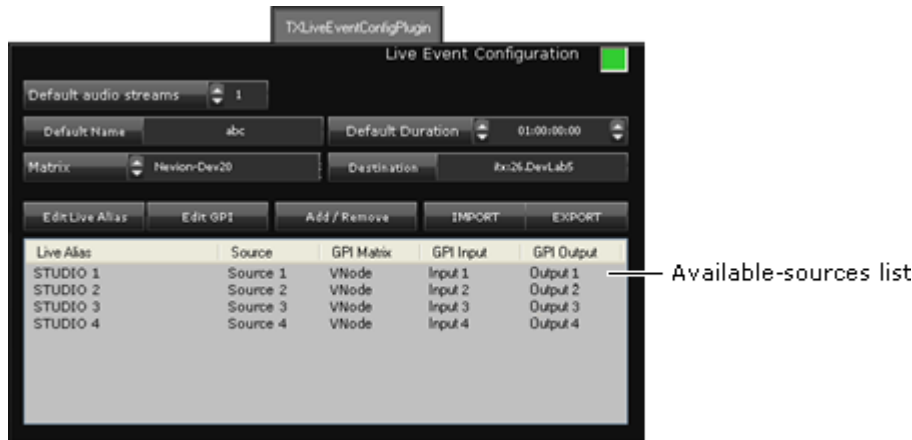 TXLiveEventConfigPlugin
Live Event Configuration
Default audio streams 1
Default Name abc Default Duration 01:00:00:00
Matrix Nevion-Dev20 Destination itx:26.DevLab5
Edit Live Alias Edit GPI Add / Remove IMPORT EXPORT
Live Alias Source GPI Matrix GPI Input GPI Output
STUDIO 1 Source 1 VNode Input 1 Output 1
STUDIO 2 Source 2 VNode Input 2 Output 2
STUDIO 3 Source 3 VNode Input 3 Output 3
STUDIO 4 Source 4 VNode Input 4 Output 4
Available-sources list